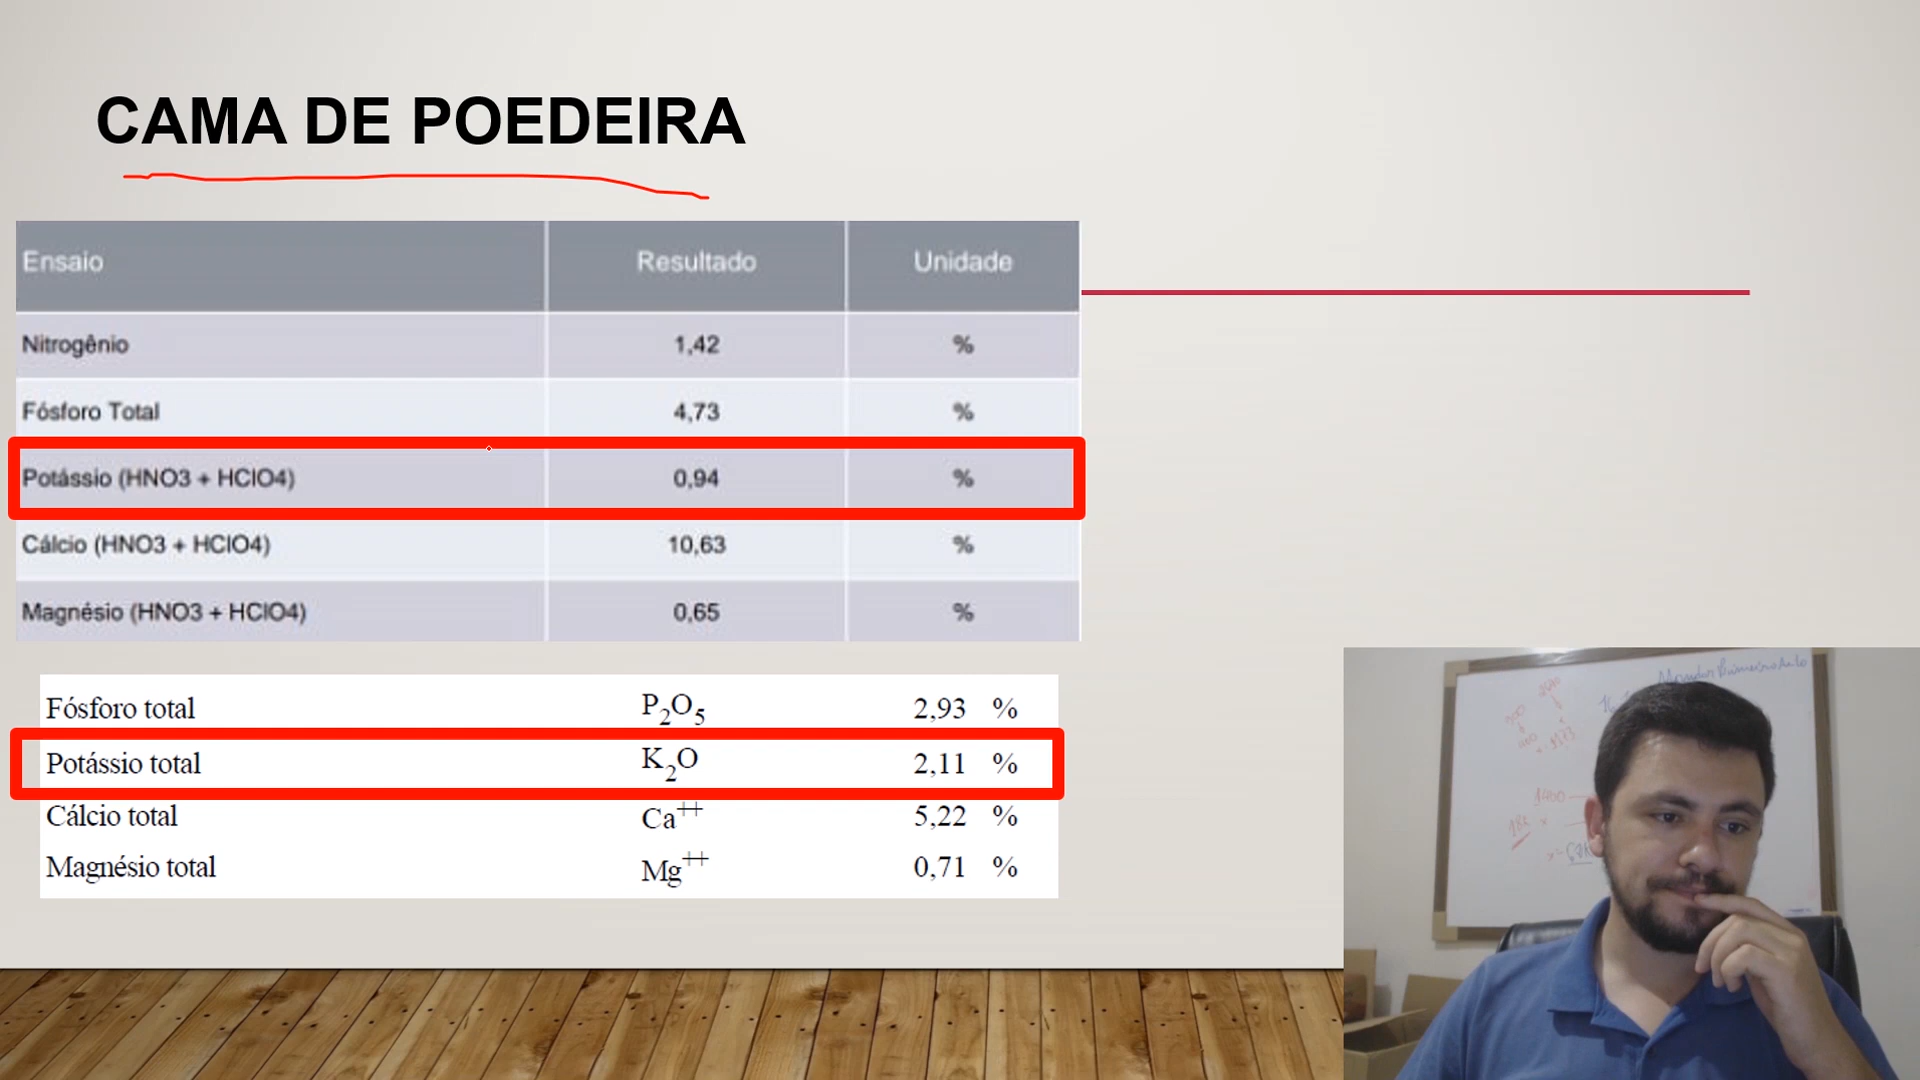 CAMA DE POEDEIRA
Ensaio Resultado Unidade
Nitrogênio 1,42 %
Fósforo Total 4,73 %
Potássio (HNO3 + HClO4) 0,94 %
Cálcio (HNO3 + HClO4) 10,63 %
Magnésio (HNO3 + HClO4) 0,65 %
Fósforo total P₂O₅ 2,93 %
Potássio total K₂O 2,11 %
Cálcio total Ca⁺⁺ 5,22 %
Magnésio total Mg⁺⁺ 0,71 %
1400